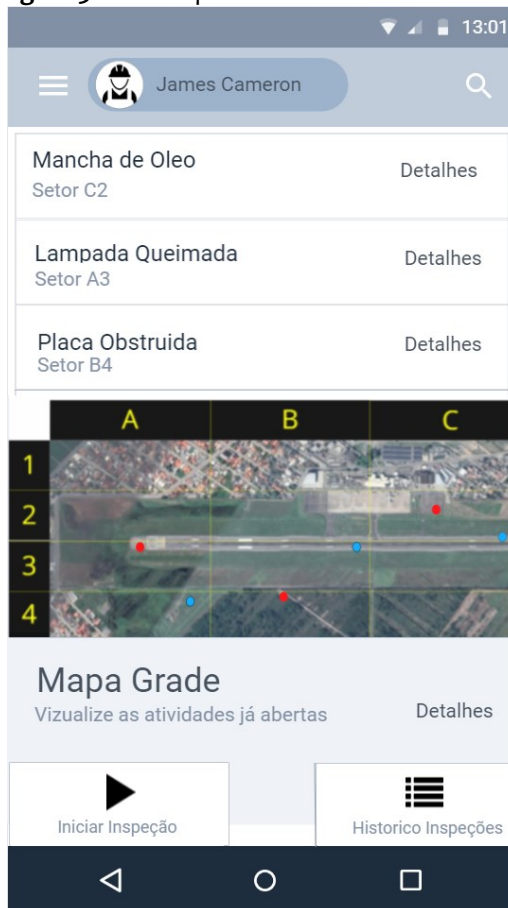 13:01
James Cameron
Mancha de Oleo
Detalhes
Setor C2
Lampada Queimada
Detalhes
Setor A3
Placa Obstruida
Detalhes
Setor B4
A B C
1
2
3
4
Mapa Grade
Vizualize as atividades já abertas
Detalhes
Iniciar Inspeção
Historico Inspeções